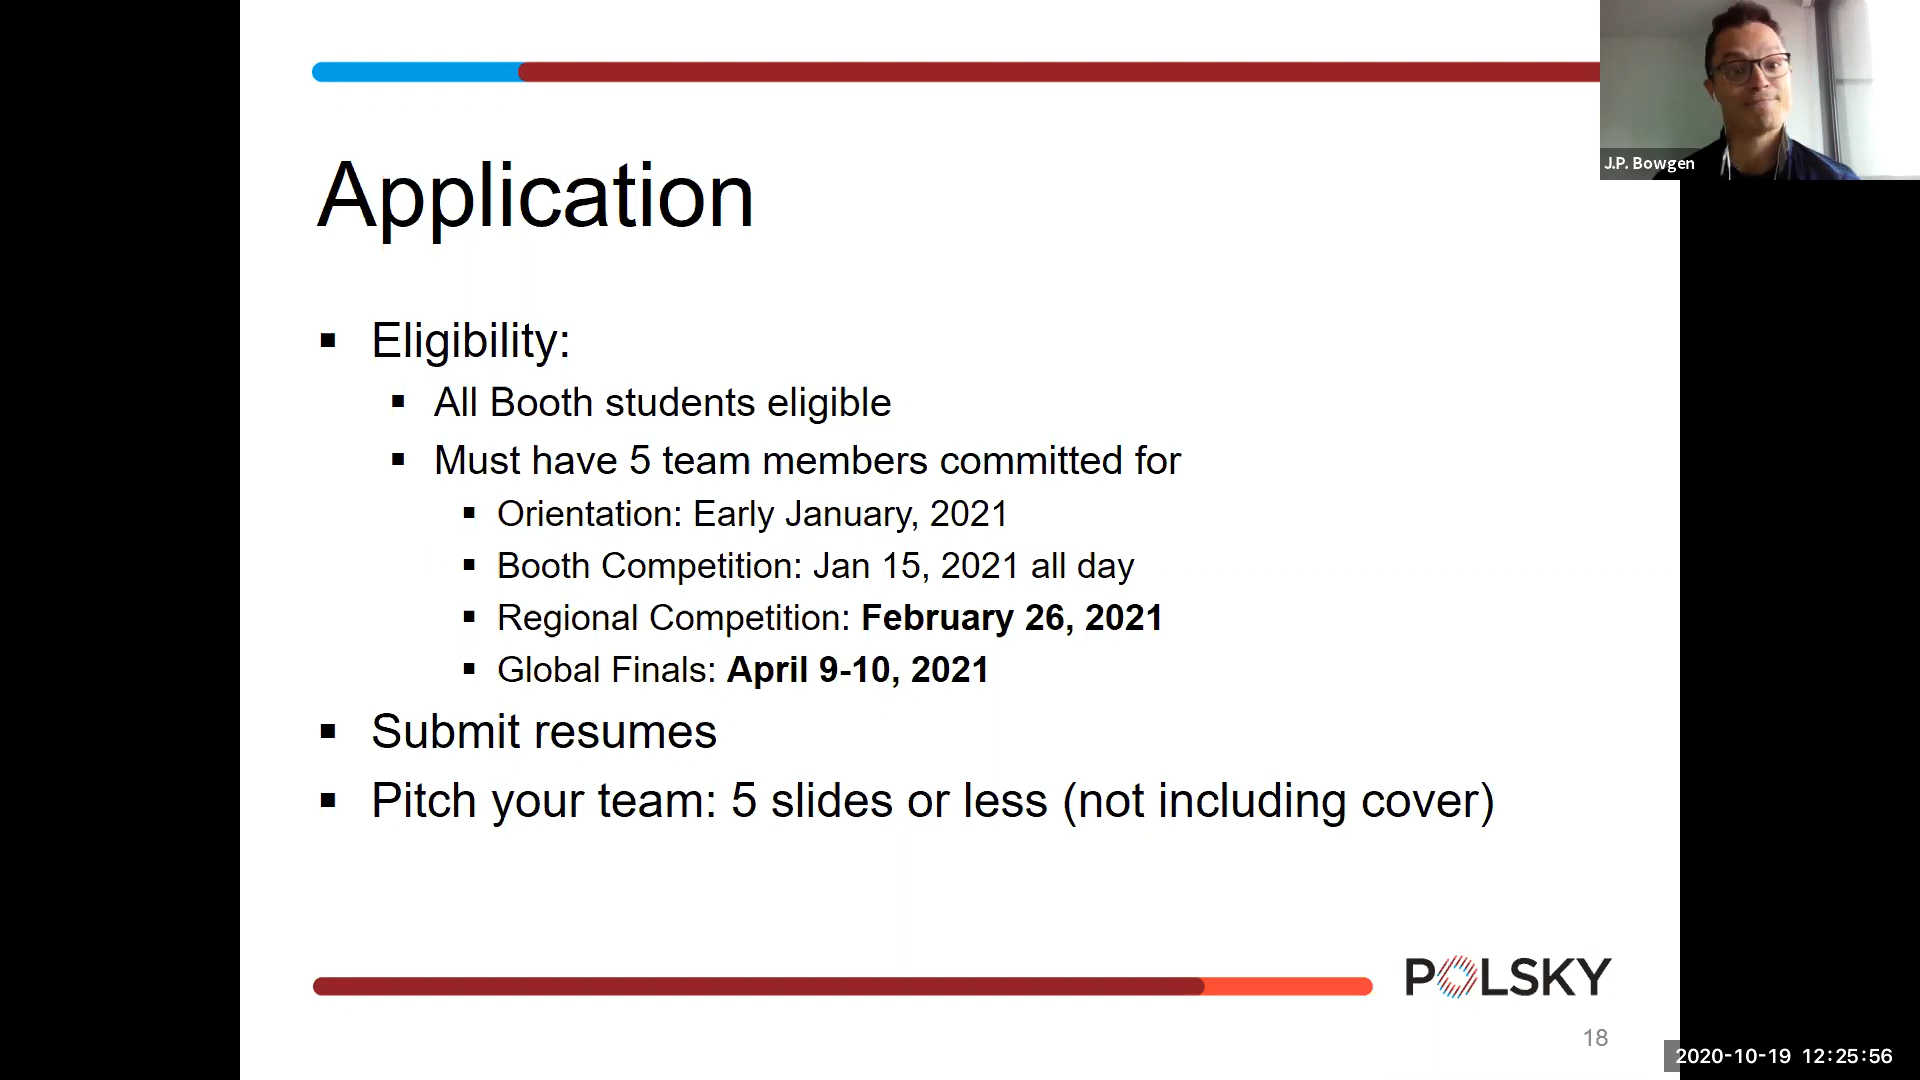 J.P. Bowgen
Application
Eligibility:
All Booth students eligible
Must have 5 team members committed for
Orientation: Early January, 2021
Booth Competition: Jan 15, 2021 all day
Regional Competition: February 26, 2021
Global Finals: April 9-10, 2021
Submit resumes
Pitch your team: 5 slides or less (not including cover)
POLSKY
18
2020-10-19 12:25:56